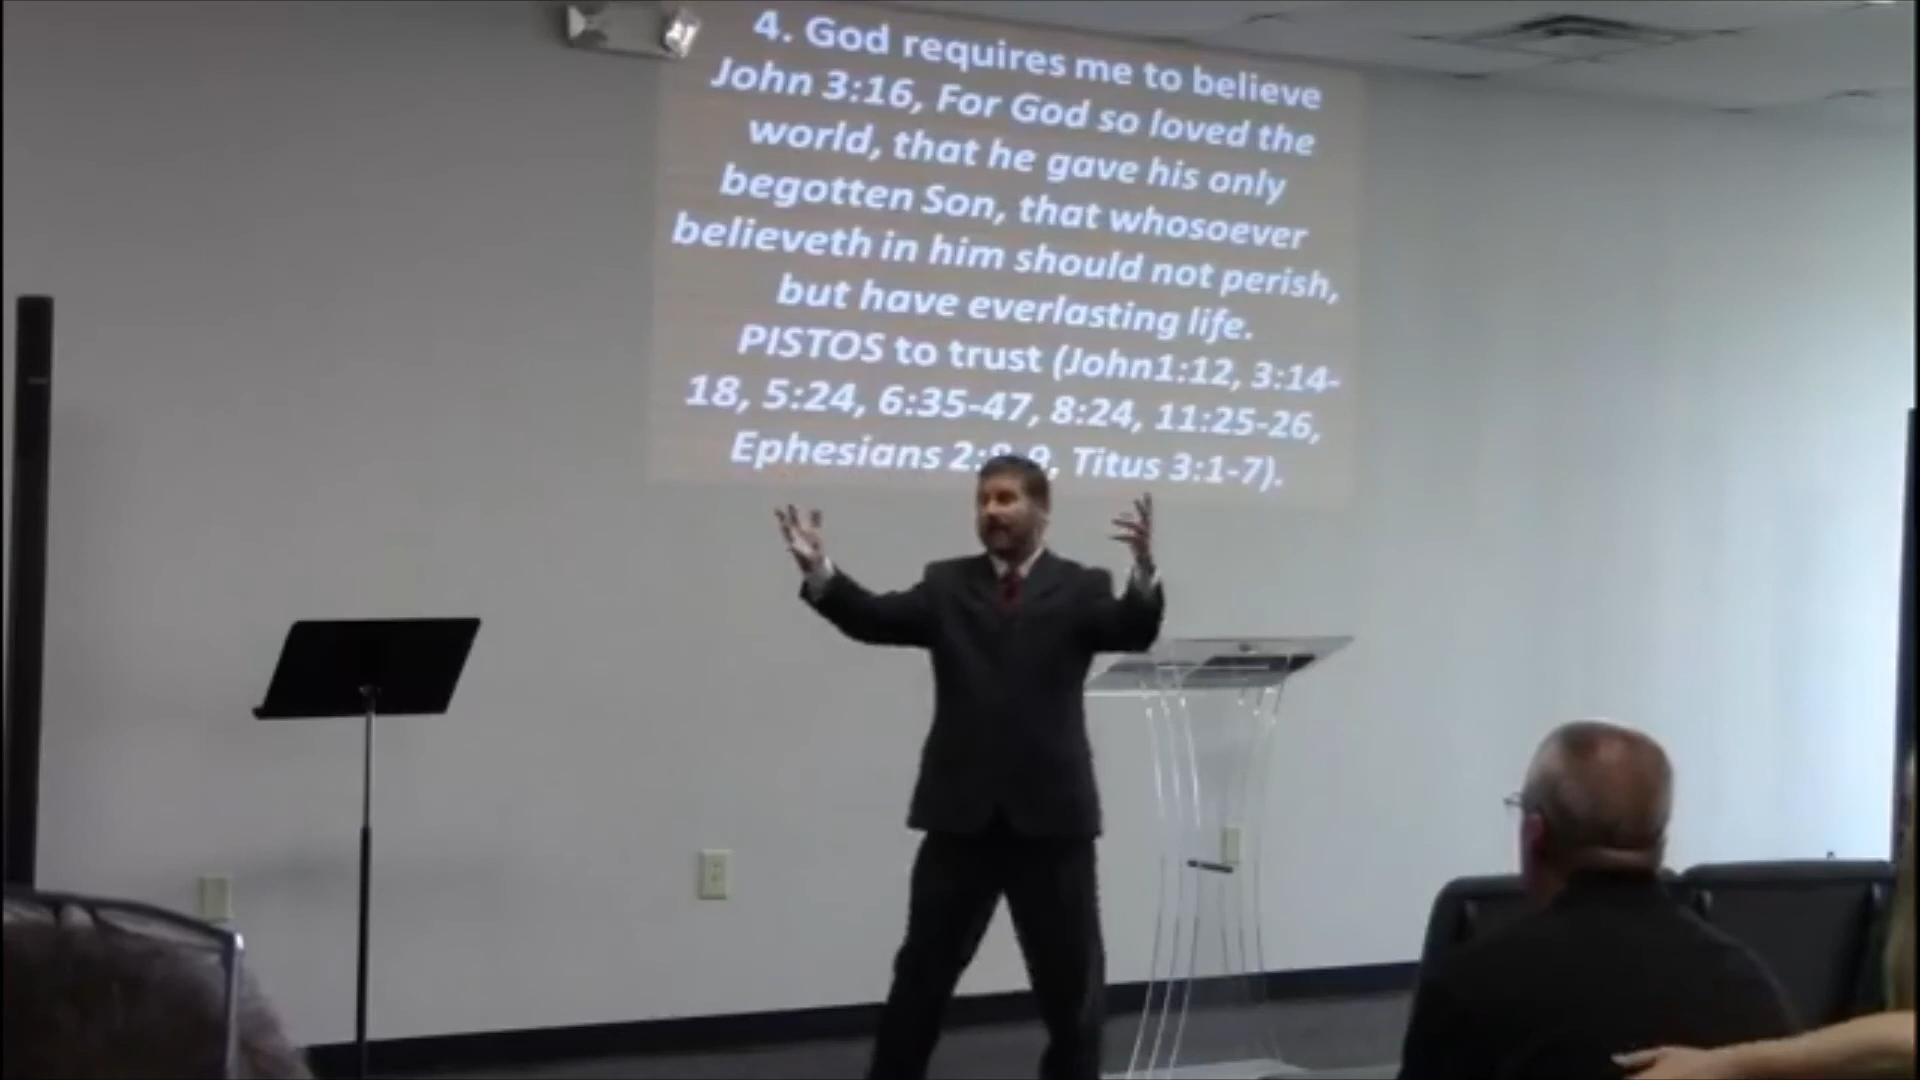 4. God requires me to believe
John 3:16, For God so loved the
world, that he gave his only
begotten Son, that whosoever
believeth in him should not perish,
but have everlasting life.
PISTOS to trust (John1:12, 3:14-
18, 5:24, 6:35-47, 8:24, 11:25-26,
Ephesians 2:8-9, Titus 3:1-7).